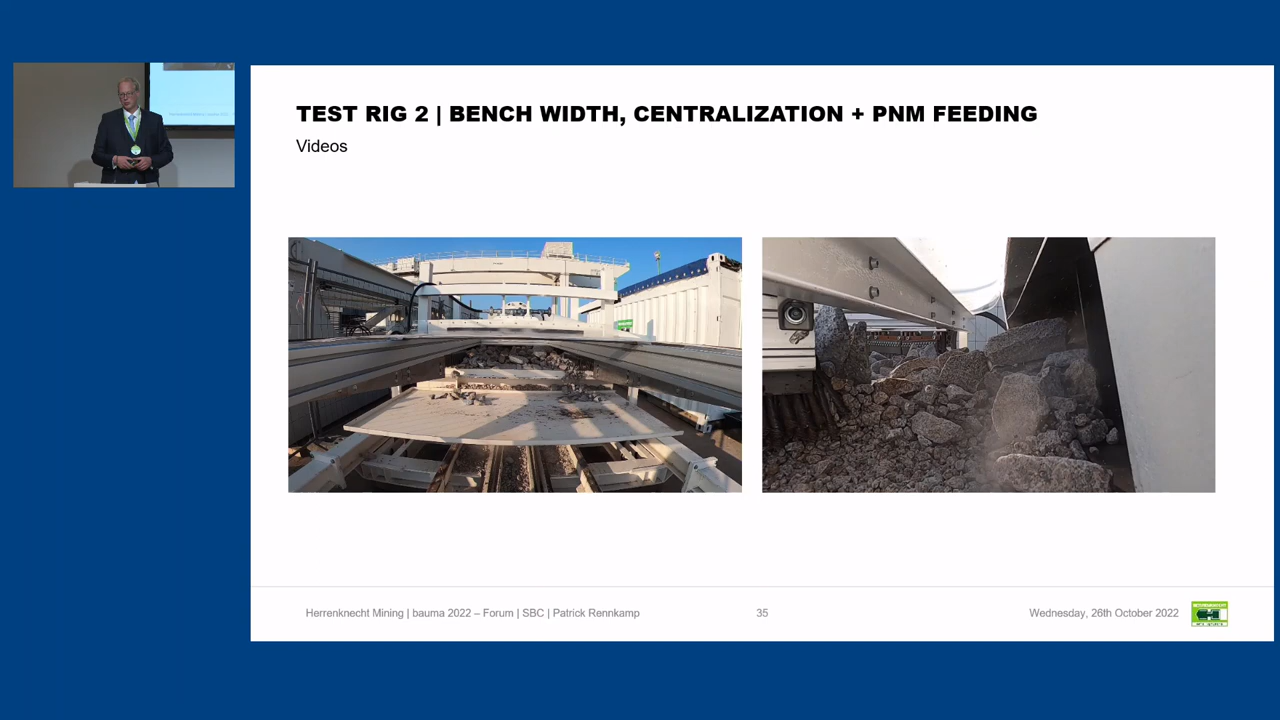 TEST RIG 2 | BENCH WIDTH, CENTRALIZATION + PNM FEEDING
Videos
Herrenknecht Mining | bauma 2022 – Forum | SBC | Patrick Rennkamp
35
Wednesday, 26th October 2022